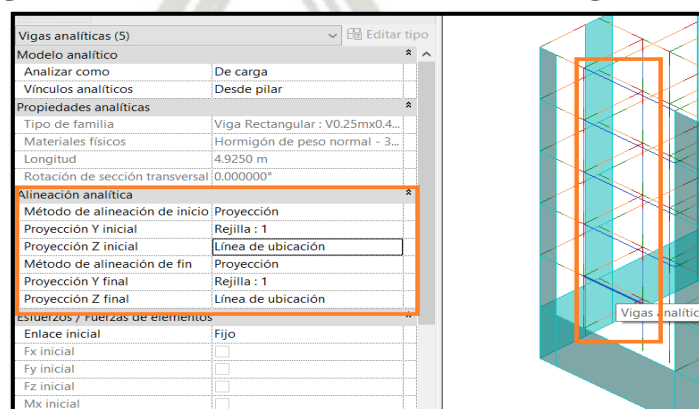 Vigas analíticas (5) Editar tipo
Modelo analítico
Analizar como De carga
Vínculos analíticos Desde pilar
Propiedades analíticas
Tipo de familia Viga Rectangular : V0.25mx0.4...
Materiales físicos Hormigón de peso normal - 3...
Longitud 4.9250 m
Rotación de sección transversal 0.000000°
Alineación analítica
Método de alineación de inicio Proyección
Proyección Y inicial Rejilla : 1
Proyección Z inicial Línea de ubicación
Método de alineación de fin Proyección
Proyección Y final Rejilla : 1
Proyección Z final Línea de ubicación
Esfuerzos / Fuerzas de elementos
Enlace inicial Fijo
Fx inicial
Fy inicial
Fz inicial
Mx inicial
Vigas analític